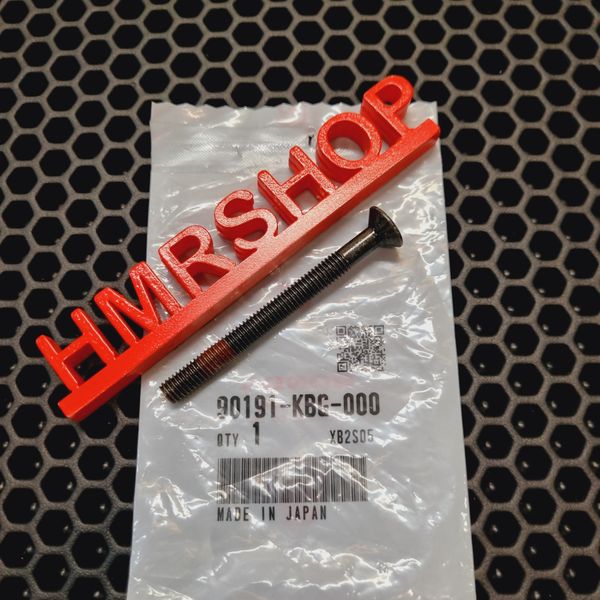 HMRSHOP
90191-KBG-000
QTY. 1 XB2S05
MADE IN JAPAN